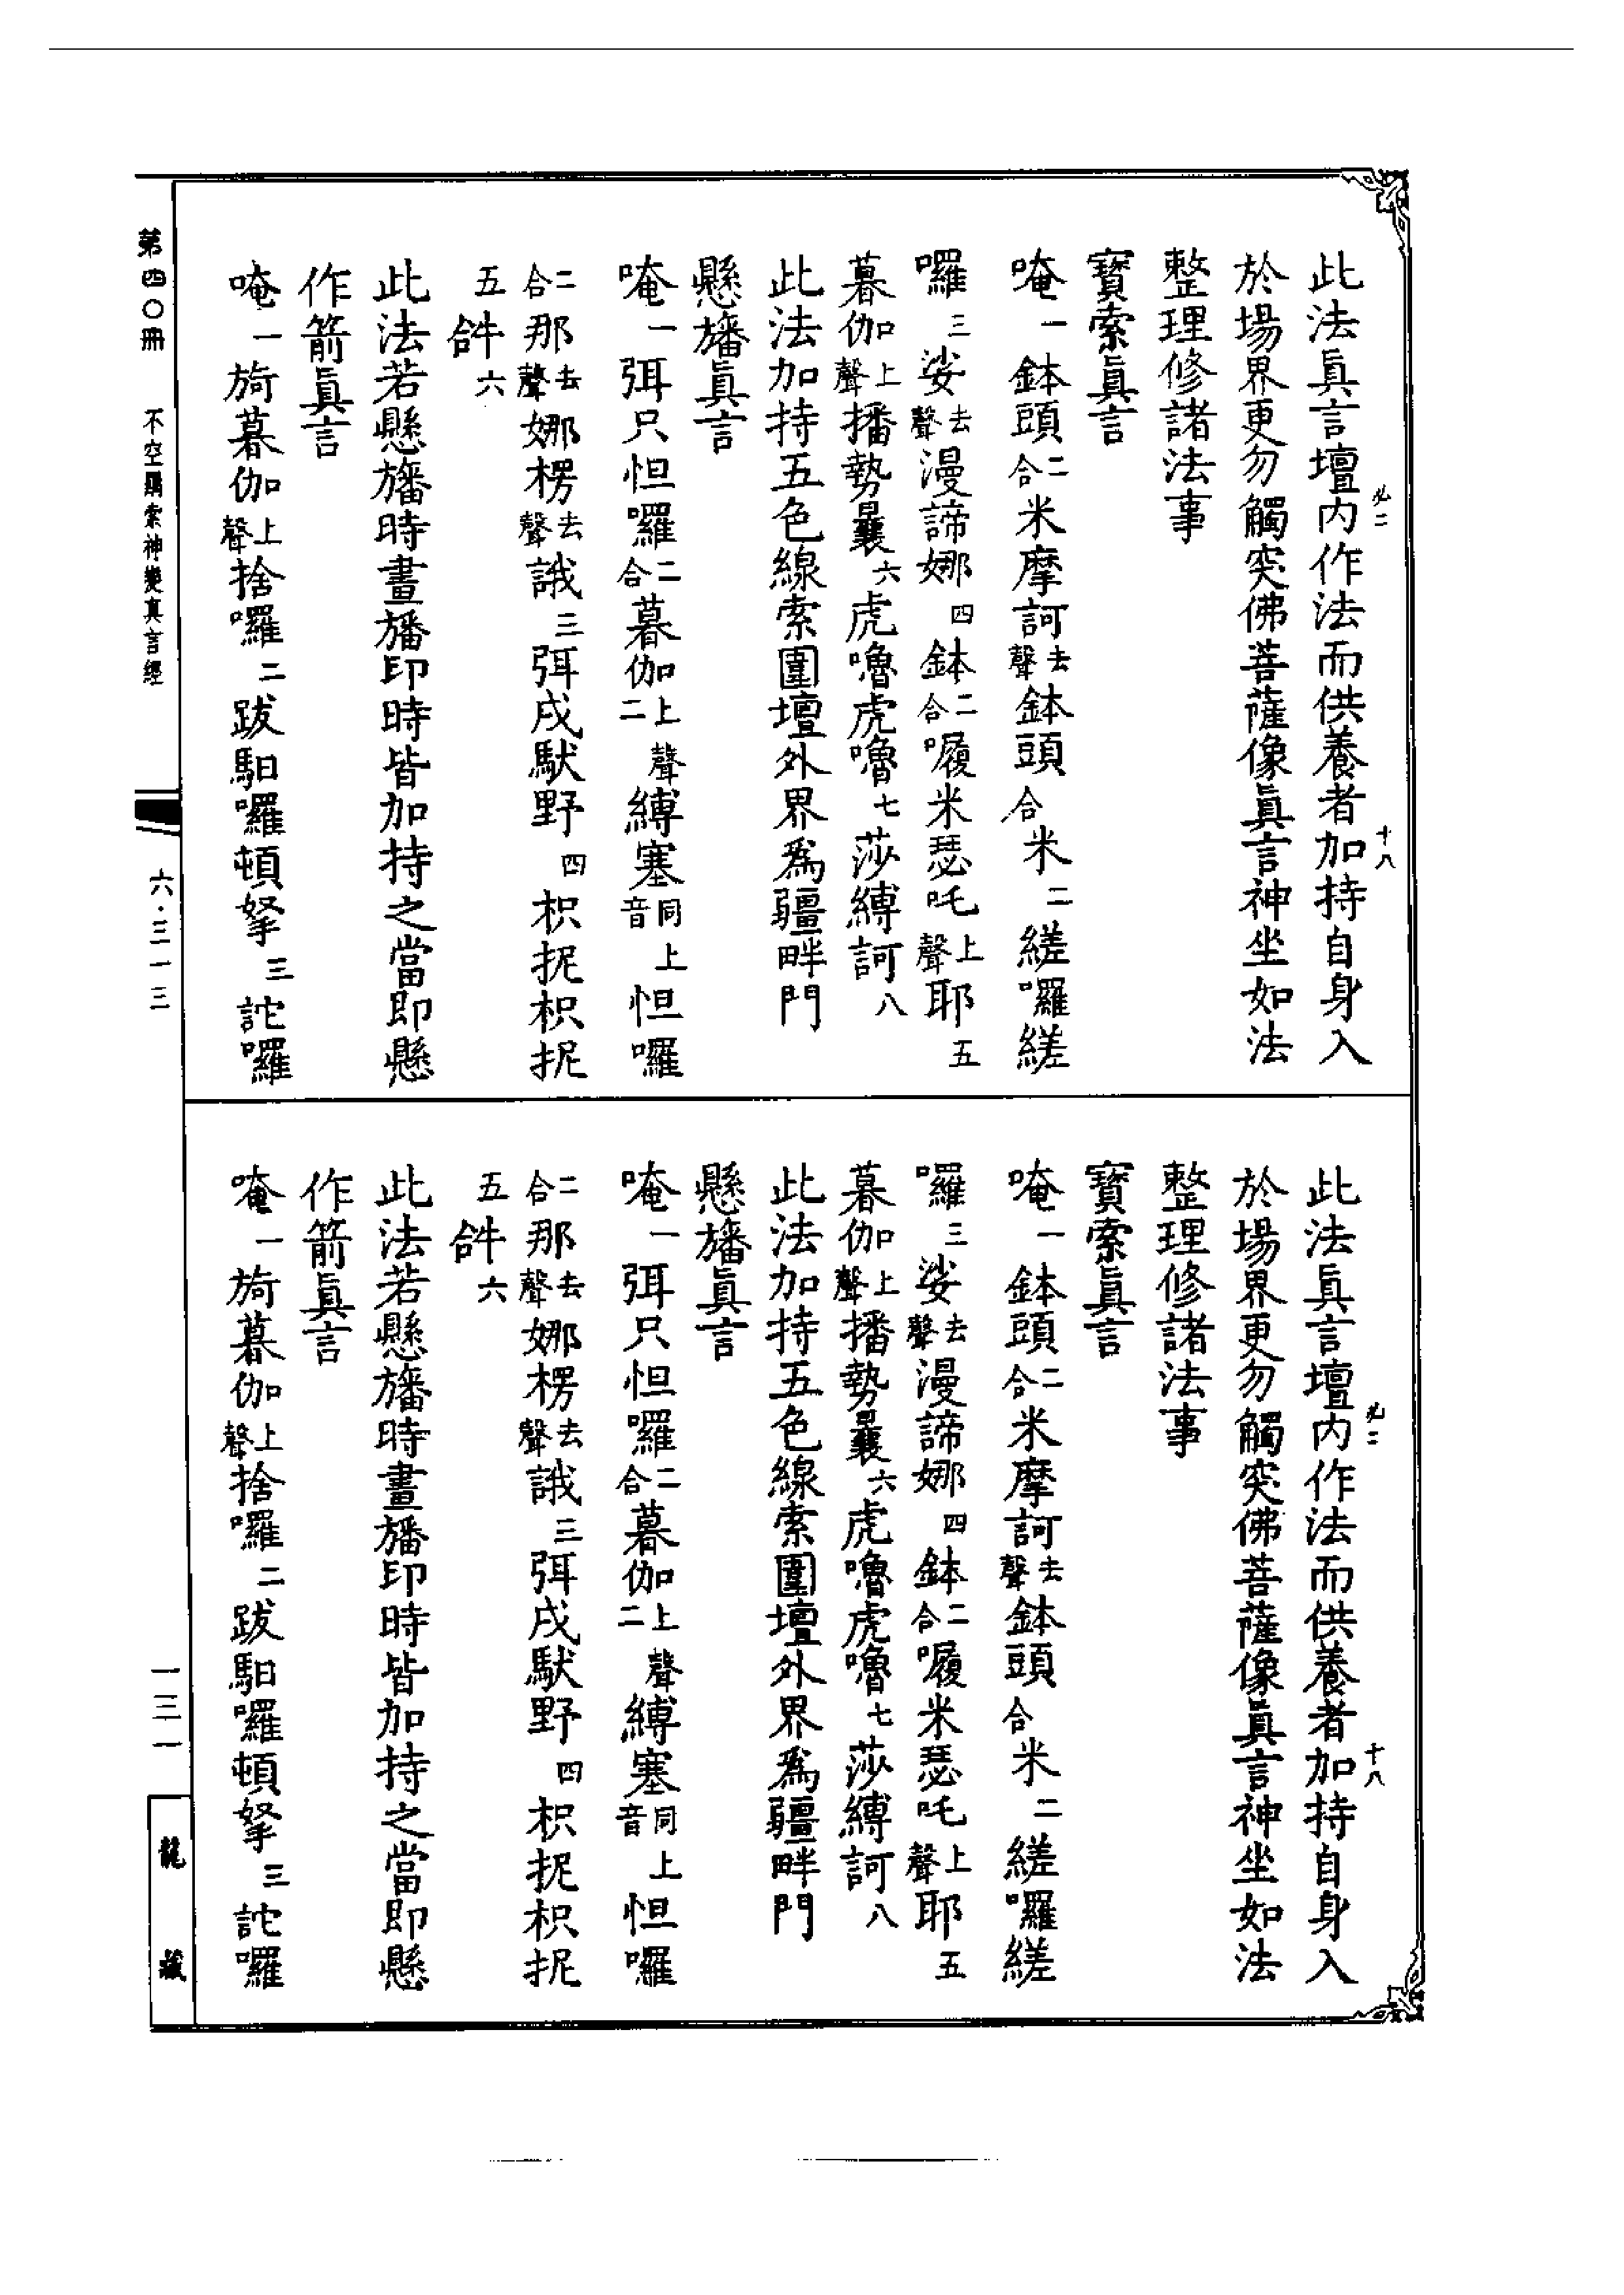 此法真言壇內作法而供養者加持自身入
必二
十八
於場界更勿觸突佛菩薩像真言神坐如法
整理修諸法事
寶索真言
唵一鉢頭二合米摩訶去聲鉢頭合米二縒囉縒
囉三娑去聲漫諦娜四鉢二合𠼝米瑟吒上聲耶五
暮伽上聲播勢曩六虎嚕虎嚕七莎縛訶八
此法加持五色線索圍壇外界為疆畔門
懸旛真言
唵一弭只怛囉二合暮伽上聲二縛塞同音上怛囉
二合那去聲娜楞去聲誐三弭戍馱野四枳抳枳抳
五𤙖六
此法若懸旛時畫旛印時皆加持之當即懸
作箭真言
唵一旖暮伽上聲捨囉二跋馹囉頓拏三詑囉
第四〇冊 不空羂索神變真言經
六·三一三
此法真言壇內作法而供養者加持自身入
必二
十八
於場界更勿觸突佛菩薩像真言神坐如法
整理修諸法事
寶索真言
唵一鉢頭二合米摩訶去聲鉢頭合米二縒囉縒
囉三娑去聲漫諦娜四鉢二合𠼝米瑟吒上聲耶五
暮伽上聲播勢曩六虎嚕虎嚕七莎縛訶八
此法加持五色線索圍壇外界為疆畔門
懸旛真言
唵一弭只怛囉二合暮伽上聲二縛塞同音上怛囉
二合那去聲娜楞去聲誐三弭戍馱野四枳抳枳抳
五𤙖六
此法若懸旛時畫旛印時皆加持之當即懸
作箭真言
唵一旖暮伽上聲捨囉二跋馹囉頓拏三詑囉
一三一
龍藏